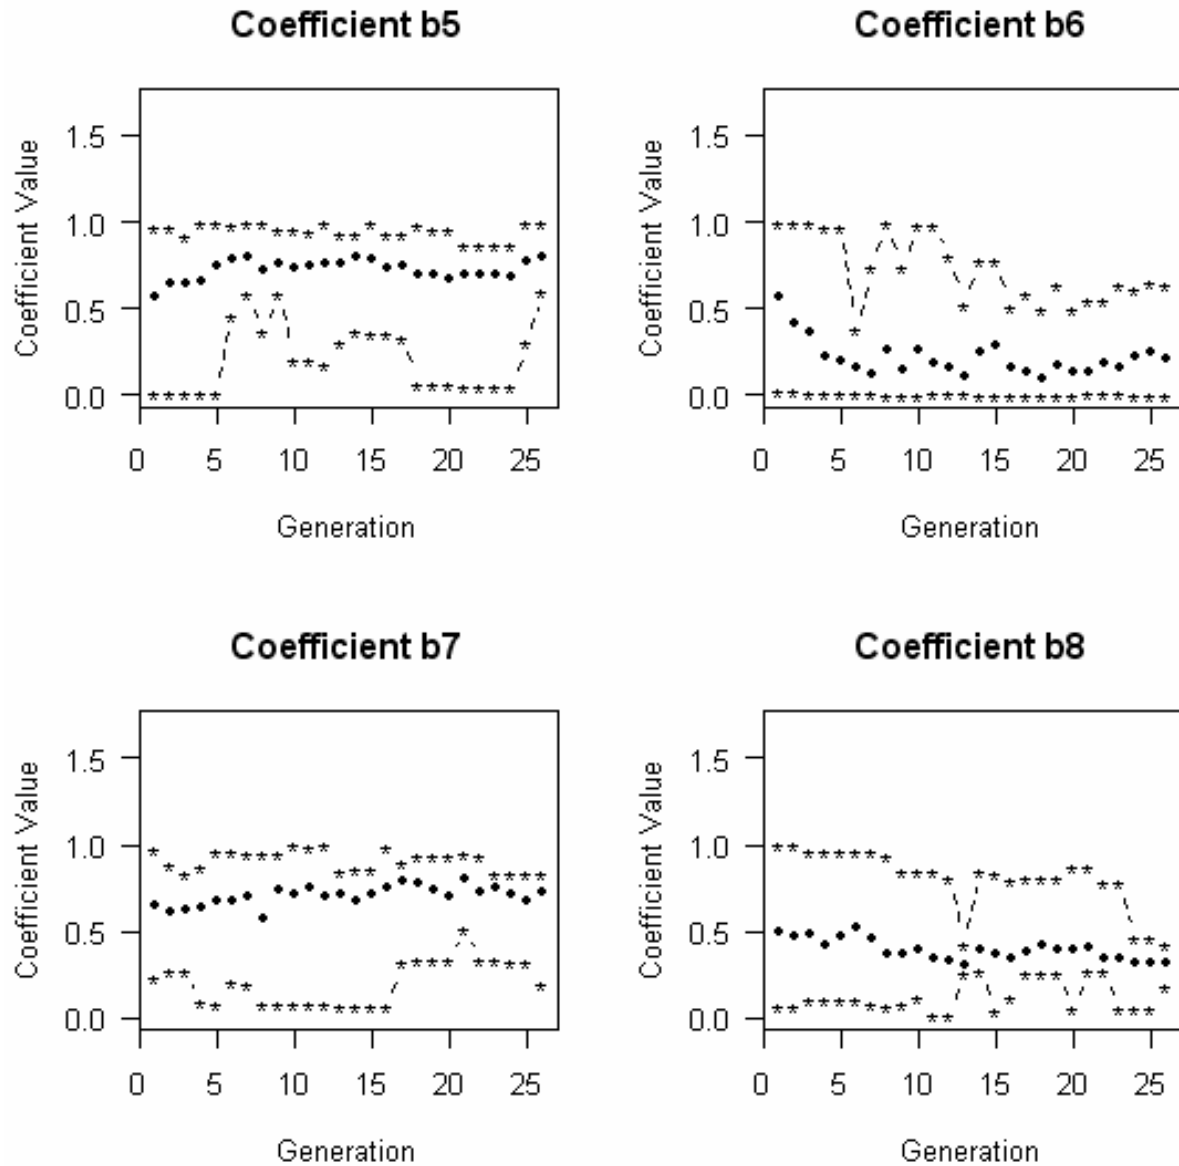 Coefficient b5
Coefficient Value
1.5
1.0
0.5
0.0
0 5 10 15 20 25
Generation
Coefficient b6
Coefficient Value
1.5
1.0
0.5
0.0
0 5 10 15 20 25
Generation
Coefficient b7
Coefficient Value
1.5
1.0
0.5
0.0
0 5 10 15 20 25
Generation
Coefficient b8
Coefficient Value
1.5
1.0
0.5
0.0
0 5 10 15 20 25
Generation